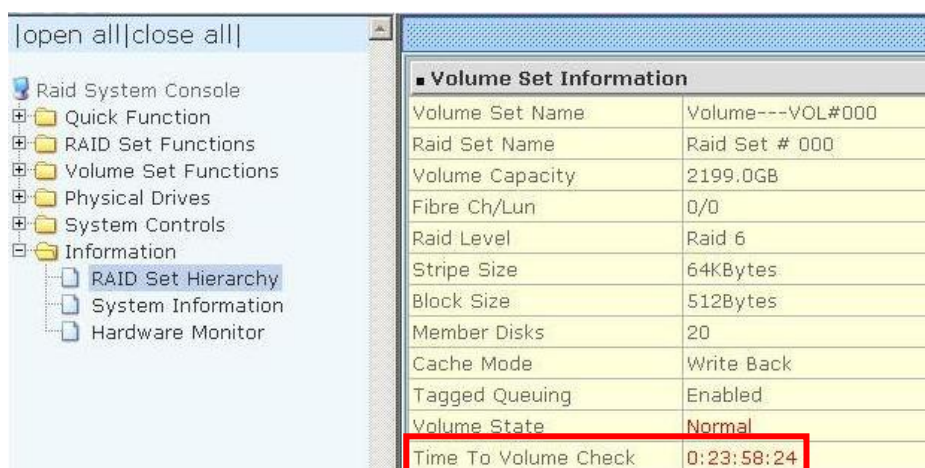 |open all|close all|
Raid System Console
Quick Function
RAID Set Functions
Volume Set Functions
Physical Drives
System Controls
Information
RAID Set Hierarchy
System Information
Hardware Monitor
Volume Set Information
Volume Set Name Volume---VOL#000
Raid Set Name Raid Set # 000
Volume Capacity 2199.0GB
Fibre Ch/Lun 0/0
Raid Level Raid 6
Stripe Size 64KBytes
Block Size 512Bytes
Member Disks 20
Cache Mode Write Back
Tagged Queuing Enabled
Volume State Normal
Time To Volume Check 0:23:58:24